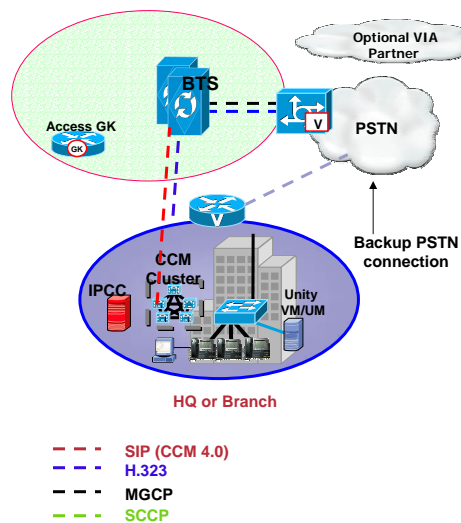 Optional VIA
Partner
BTS
V
PSTN
Access GK
GK
V
Backup PSTN
connection
CCM
Cluster
IPCC
Unity
VM/UM
HQ or Branch
SIP (CCM 4.0)
H.323
MGCP
SCCP